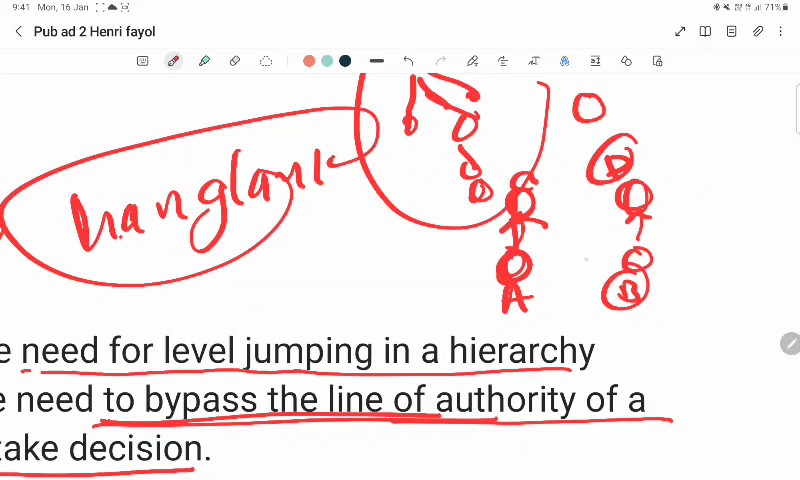 9:41 Mon, 16 Jan 71%
Pub ad 2 Henri fayol
hanglank
A
B
e need for level jumping in a hierarchy
e need to bypass the line of authority of a
take decision.